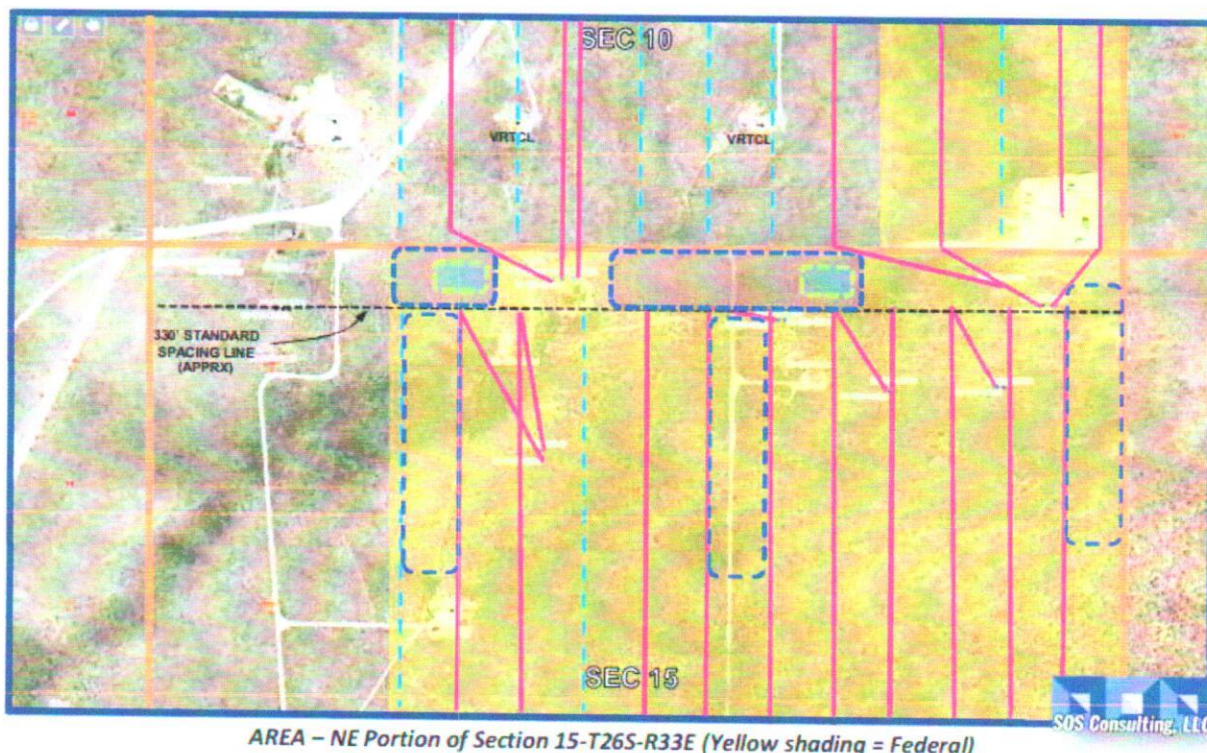 SEC 10
VRTCL
VRTCL
330' STANDARD
SPACING LINE
(APPRX)
SEC 15
SOS Consulting, LLC
AREA – NE Portion of Section 15-T26S-R33E (Yellow shading = Federal)